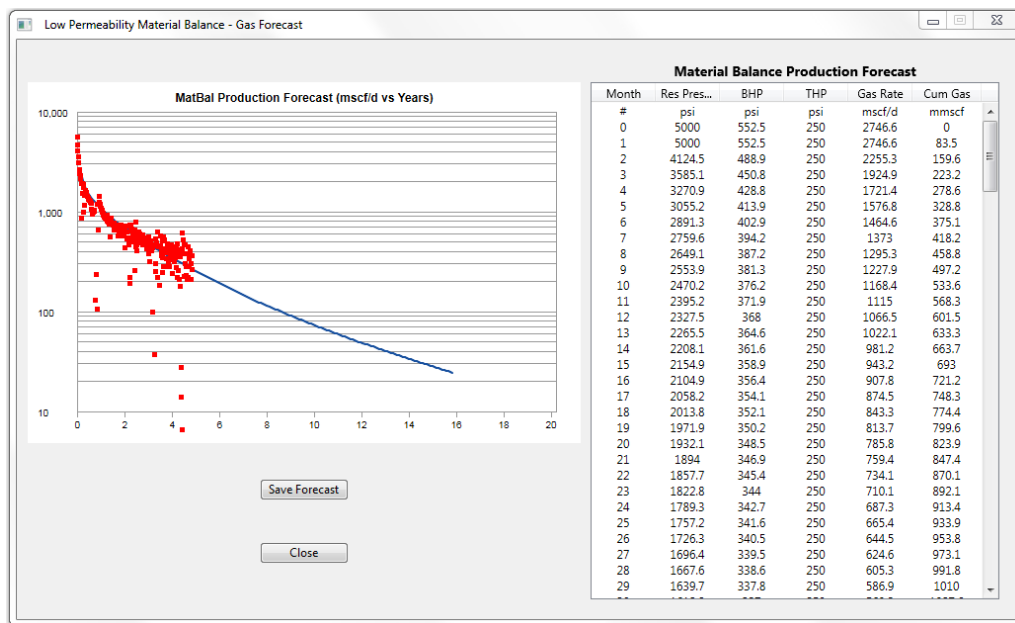 Low Permeability Material Balance - Gas Forecast
MatBal Production Forecast (mscf/d vs Years)
10,000
1,000
100
10
0 2 4 6 8 10 12 14 16 18 20
Save Forecast
Close
Material Balance Production Forecast
Month Res Pres... BHP THP Gas Rate Cum Gas
# psi psi psi mscf/d mmscf
0 5000 552.5 250 2746.6 0
1 5000 552.5 250 2746.6 83.5
2 4124.5 488.9 250 2255.3 159.6
3 3585.1 450.8 250 1924.9 223.2
4 3270.9 428.8 250 1721.4 278.6
5 3055.2 413.9 250 1576.8 328.8
6 2891.3 402.9 250 1464.6 375.1
7 2759.6 394.2 250 1373 418.2
8 2649.1 387.2 250 1295.3 458.8
9 2553.9 381.3 250 1227.9 497.2
10 2470.2 376.2 250 1168.4 533.6
11 2395.2 371.9 250 1115 568.3
12 2327.5 368 250 1066.5 601.5
13 2265.5 364.6 250 1022.1 633.3
14 2208.1 361.6 250 981.2 663.7
15 2154.9 358.9 250 943.2 693
16 2104.9 356.4 250 907.8 721.2
17 2058.2 354.1 250 874.5 748.3
18 2013.8 352.1 250 843.3 774.4
19 1971.9 350.2 250 813.7 799.6
20 1932.1 348.5 250 785.8 823.9
21 1894 346.9 250 759.4 847.4
22 1857.7 345.4 250 734.1 870.1
23 1822.8 344 250 710.1 892.1
24 1789.3 342.7 250 687.3 913.4
25 1757.2 341.6 250 665.4 933.9
26 1726.3 340.5 250 644.5 953.8
27 1696.4 339.5 250 624.6 973.1
28 1667.6 338.6 250 605.3 991.8
29 1639.7 337.8 250 586.9 1010